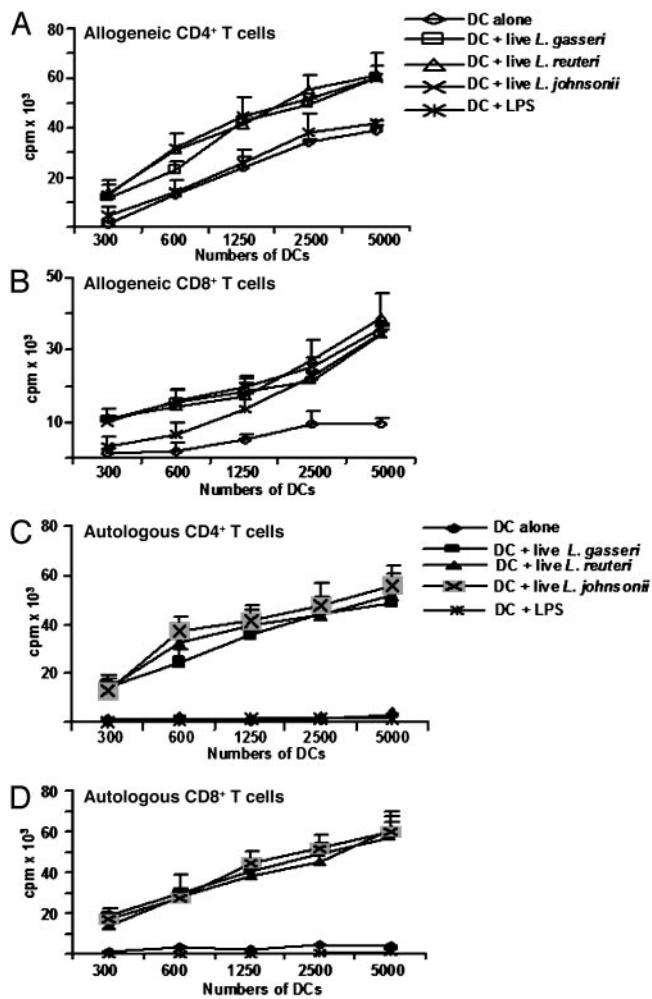 A
Allogeneic CD4+ T cells
DC alone
DC + live L. gasseri
DC + live L. reuteri
DC + live L. johnsonii
DC + LPS
80
60
40
20
cpm x 10³
300 600 1250 2500 5000
Numbers of DCs
B
Allogeneic CD8+ T cells
50
30
10
cpm x 10³
300 600 1250 2500 5000
Numbers of DCs
C
Autologous CD4+ T cells
DC alone
DC + live L. gasseri
DC + live L. reuteri
DC + live L. johnsonii
DC + LPS
80
60
40
20
cpm x 10³
300 600 1250 2500 5000
Numbers of DCs
D
Autologous CD8+ T cells
80
60
40
20
cpm x 10³
300 600 1250 2500 5000
Numbers of DCs